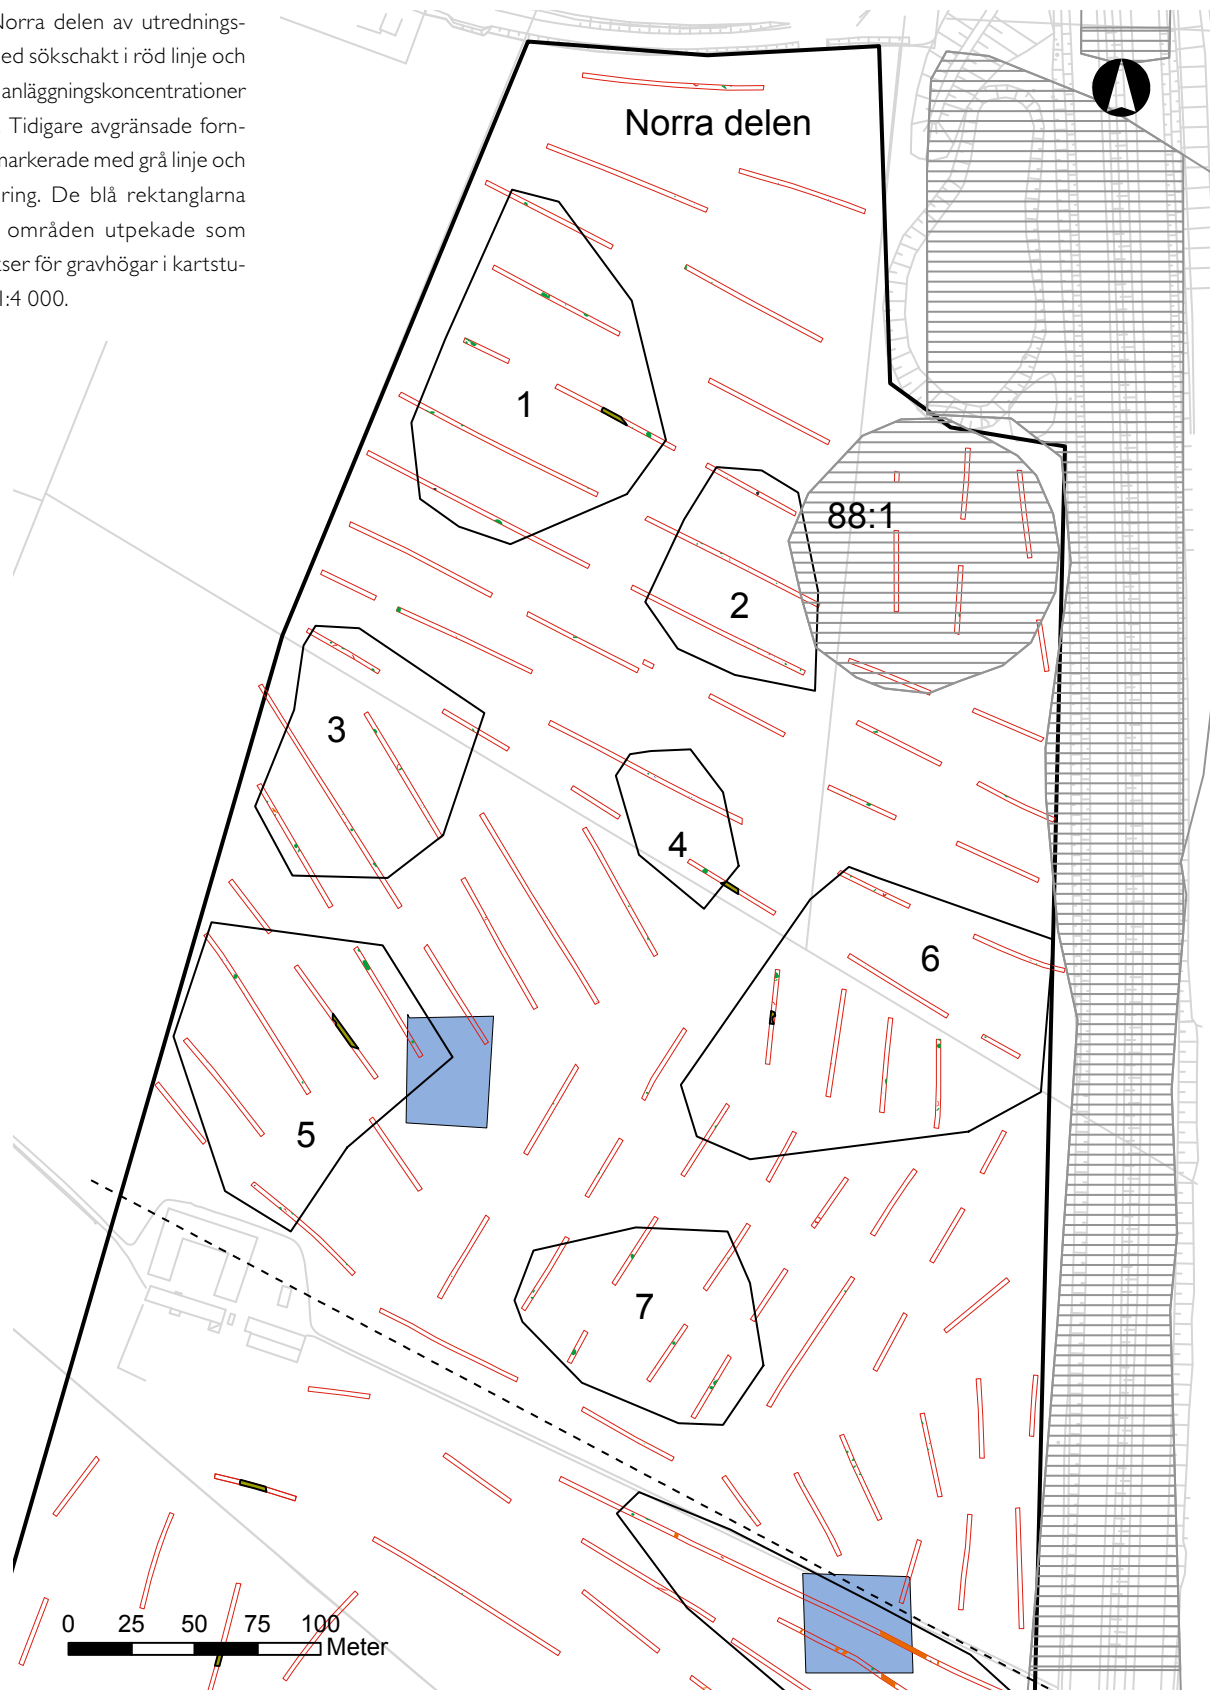 Norra delen av utrednings-
ed sökschakt i röd linje och
anläggningskoncentrationer
. Tidigare avgränsade forn-
markerade med grå linje och
ring. De blå rektanglarna
områden utpekade som
ser för gravhögar i kartstu-
1:4 000.
Norra delen
1
88:1
2
3
4
6
5
7
0 25 50 75 100
Meter